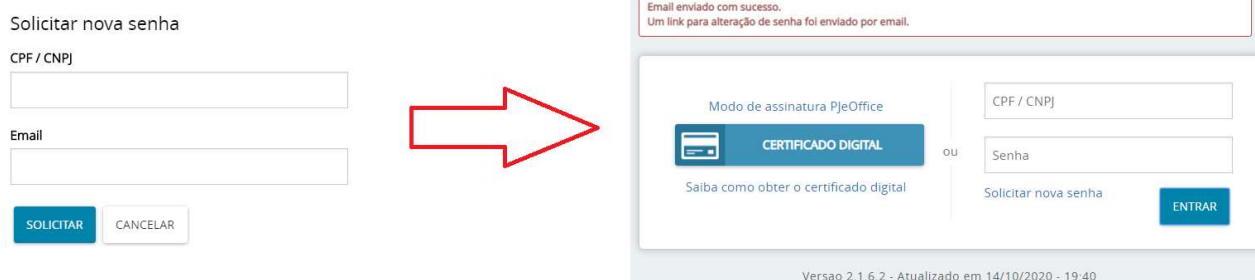 Solicitar nova senha
CPF / CNPJ
Email
SOLICITAR
CANCELAR
Email enviado com sucesso.
Um link para alteração de senha foi enviado por email.
Modo de assinatura PJeOffice
CERTIFICADO DIGITAL
Saiba como obter o certificado digital
ou
CPF / CNPJ
Senha
Solicitar nova senha
ENTRAR
Versao 2.1.6.2 - Atualizado em 14/10/2020 - 19:40